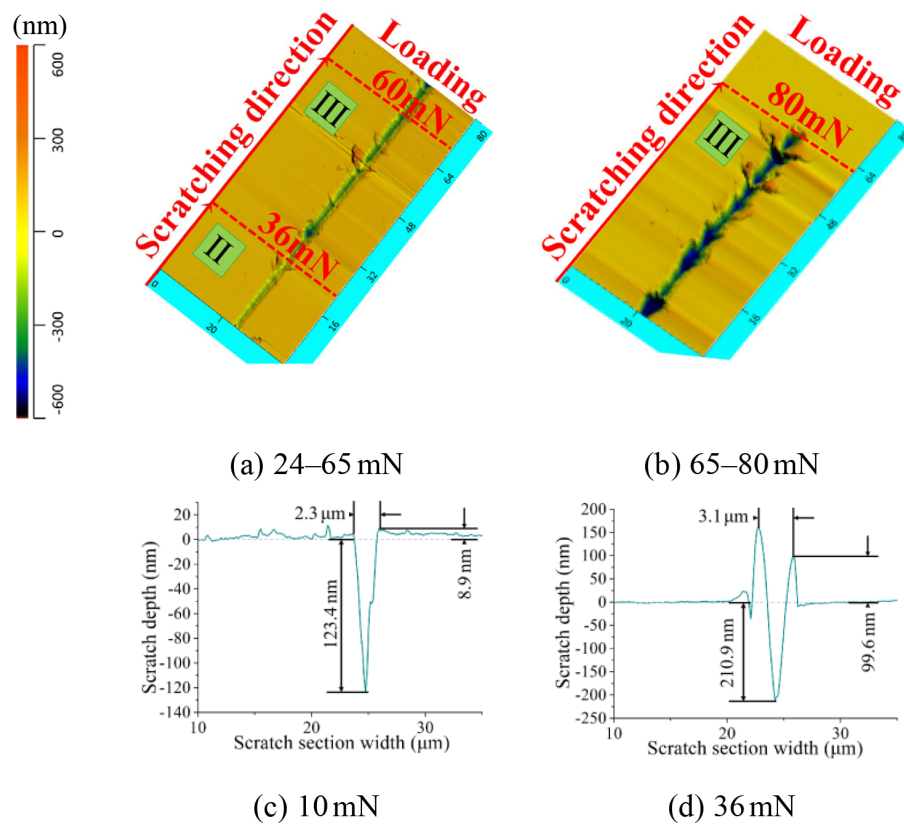 (nm)
600
300
0
-300
-600
Scratching direction
Loading
60mN
III
36mN
II
0
20
16
32
48
64
80
Scratching direction
Loading
80mN
III
0
20
16
32
48
64
(a) 24–65 mN
(b) 65–80 mN
20
0
-20
-40
-60
-80
-100
-120
-140
Scratch depth (nm)
2.3 μm
123.4 nm
8.9 nm
10
20
30
Scratch section width (μm)
200
150
100
50
0
-50
-100
-150
-200
-250
Scratch depth (nm)
3.1 μm
210.9 nm
99.6 nm
10
20
30
Scratch section width (μm)
(c) 10 mN
(d) 36 mN